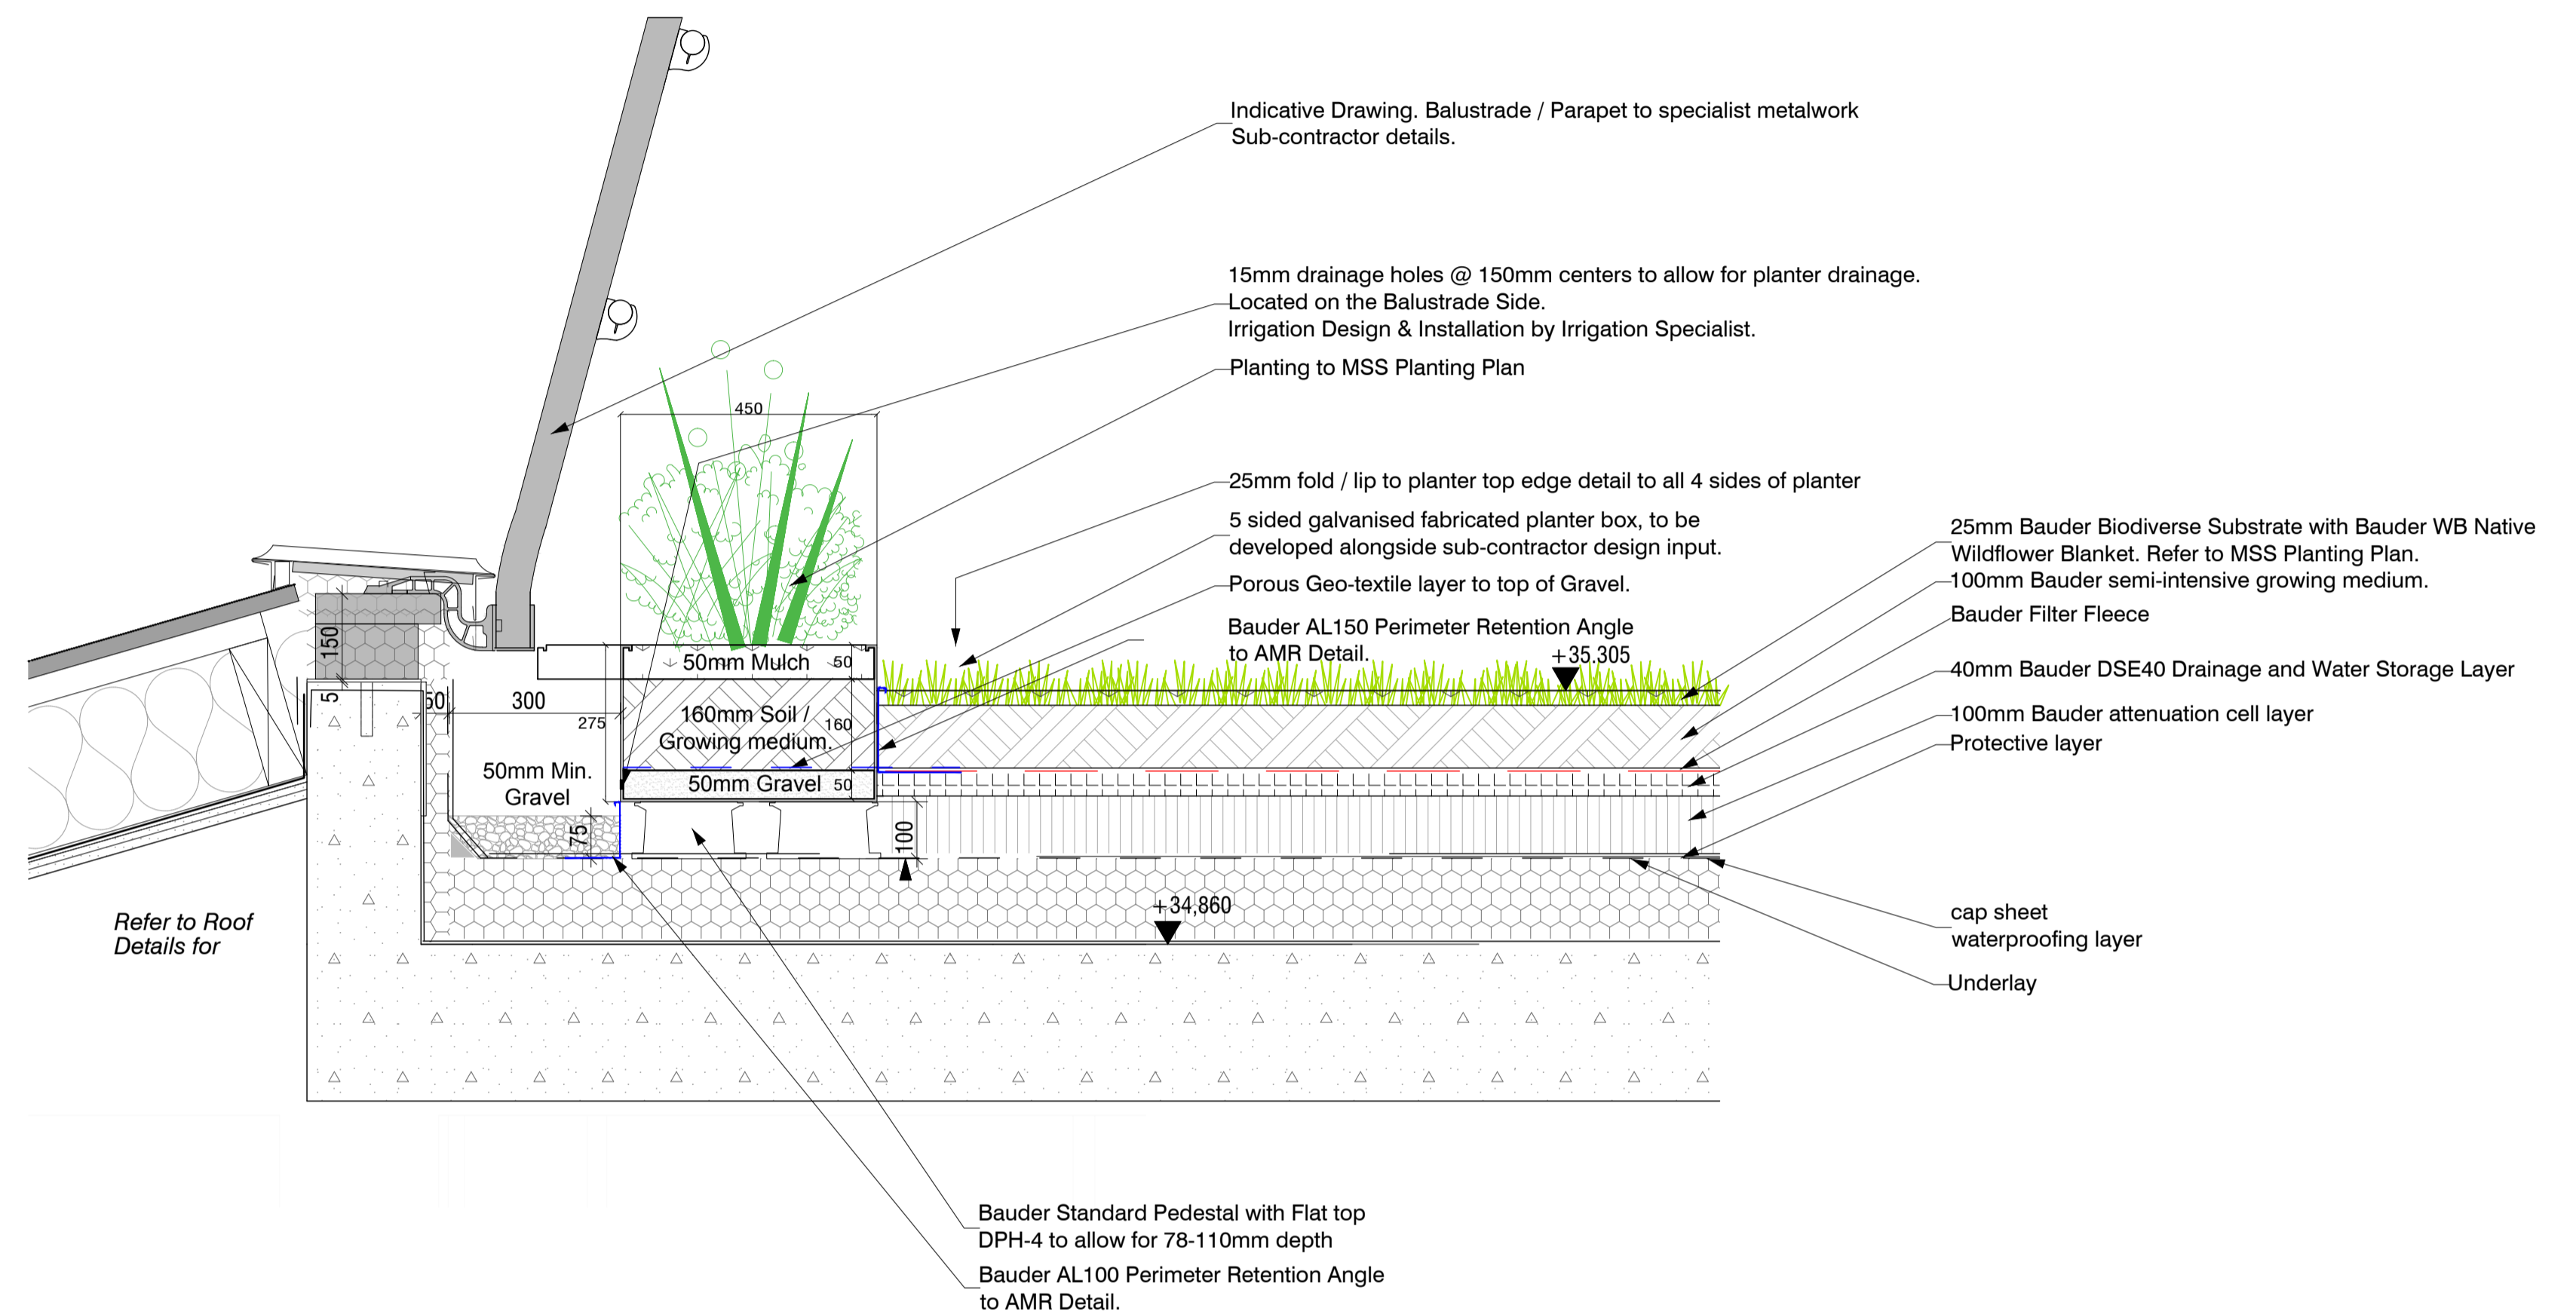 Indicative Drawing. Balustrade / Parapet to specialist metalwork
Sub-contractor details.
15mm drainage holes @ 150mm centers to allow for planter drainage.
Located on the Balustrade Side.
Irrigation Design & Installation by Irrigation Specialist.
Planting to MSS Planting Plan
450
25mm fold / lip to planter top edge detail to all 4 sides of planter
5 sided galvanised fabricated planter box, to be
developed alongside sub-contractor design input.
Porous Geo-textile layer to top of Gravel.
Bauder AL150 Perimeter Retention Angle
to AMR Detail.
+35.305
25mm Bauder Biodiverse Substrate with Bauder WB Native
Wildflower Blanket. Refer to MSS Planting Plan.
100mm Bauder semi-intensive growing medium.
Bauder Filter Fleece
40mm Bauder DSE40 Drainage and Water Storage Layer
100mm Bauder attenuation cell layer
Protective layer
150
5
50
300
275
50mm Mulch
50
160mm Soil /
Growing medium.
160
50mm Min.
Gravel
50mm Gravel
50
75
100
+34,860
Refer to Roof
Details for
cap sheet
waterproofing layer
Underlay
Bauder Standard Pedestal with Flat top
DPH-4 to allow for 78-110mm depth
Bauder AL100 Perimeter Retention Angle
to AMR Detail.